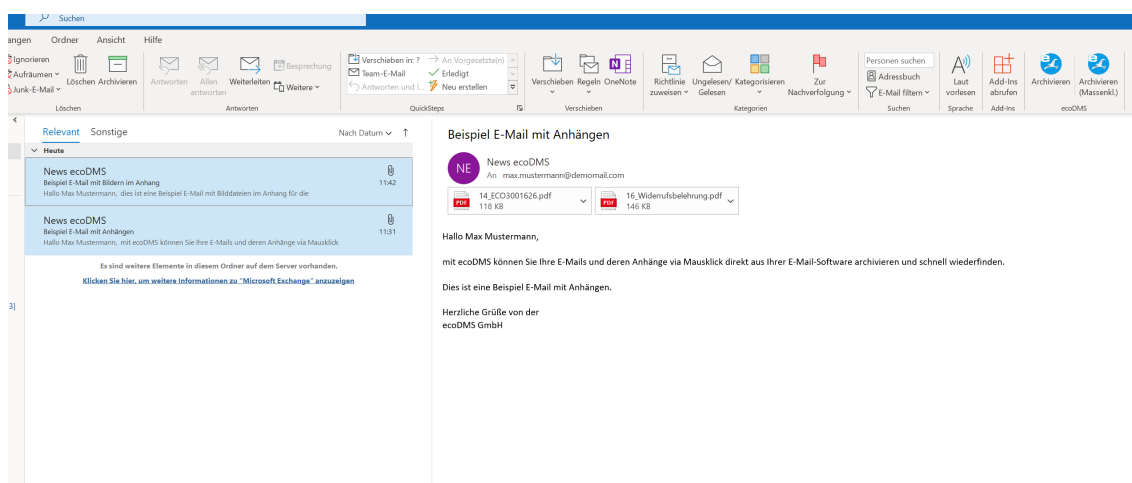 Suchen
angen Ordner Ansicht Hilfe
Ignorieren
Aufräumen
Junk-E-Mail
Löschen Archivieren
Löschen
Antworten Allen antworten Weiterleiten
Besprechung
Weitere
Antworten
Verschieben in: ? An Vorgesetzte(n)
Team-E-Mail Erledigt
Antworten und l... Neu erstellen
QuickSteps
Verschieben Regeln OneNote
Verschieben
Richtlinie zuweisen Ungelesen/ Gelesen Kategorisieren Zur Nachverfolgung
Kategorien
Personen suchen
Adressbuch
E-Mail filtern
Suchen
Laut vorlesen
Sprache
Add-Ins abrufen
Add-Ins
Archivieren Archivieren (Massenkl.)
ecoDMS
Relevant Sonstige Nach Datum
Heute
News ecoDMS
Beispiel E-Mail mit Bildern im Anhang 11:42
Hallo Max Mustermann, dies ist eine Beispiel E-Mail mit Bilddateien im Anhang für die
News ecoDMS
Beispiel E-Mail mit Anhängen 11:31
Hallo Max Mustermann, mit ecoDMS können Sie Ihre E-Mails und deren Anhänge via Mausklick
Es sind weitere Elemente in diesem Ordner auf dem Server vorhanden.
Klicken Sie hier, um weitere Informationen zu "Microsoft Exchange" anzuzeigen
3]
Beispiel E-Mail mit Anhängen
NE
News ecoDMS
An max.mustermann@demomail.com
PDF 14_ECO3001626.pdf
118 KB
PDF 16_Widerrufsbelehrung.pdf
146 KB
Hallo Max Mustermann,
mit ecoDMS können Sie Ihre E-Mails und deren Anhänge via Mausklick direkt aus Ihrer E-Mail-Software archivieren und schnell wiederfinden.
Dies ist eine Beispiel E-Mail mit Anhängen.
Herzliche Grüße von der
ecoDMS GmbH